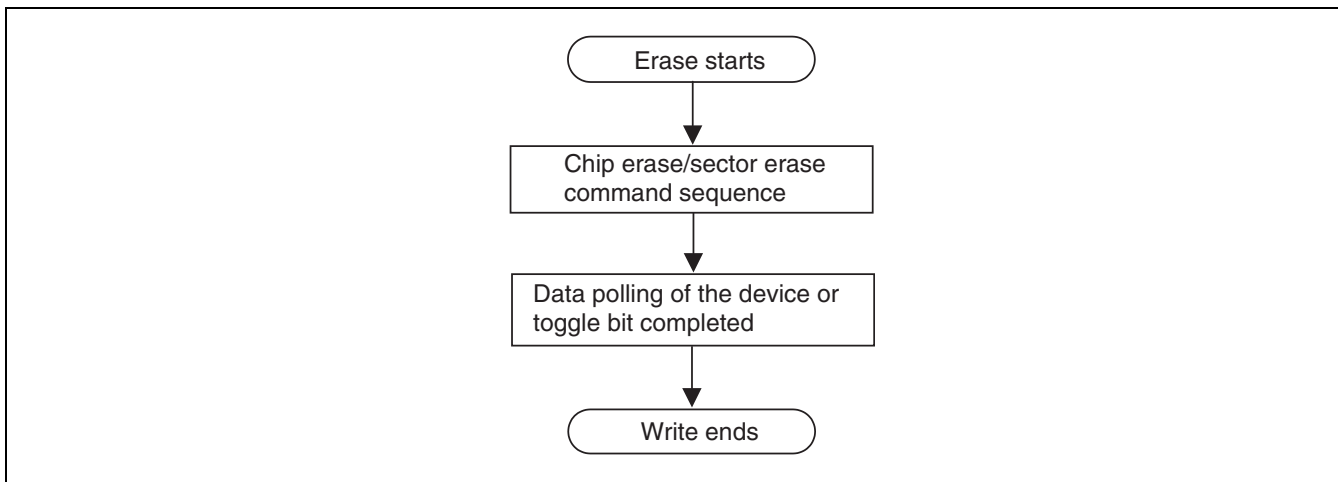 Erase starts
Chip erase/sector erase
command sequence
Data polling of the device or
toggle bit completed
Write ends